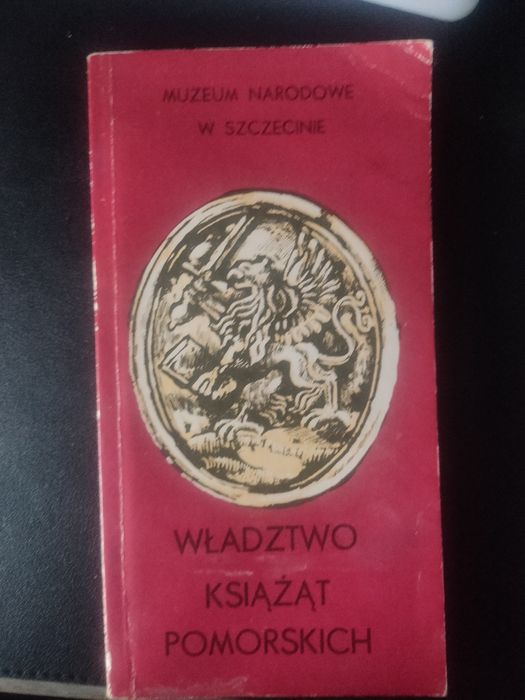 MUZEUM NARODOWE
W SZCZECINIE
WŁADZTWO
KSIĄŻĄT
POMORSKICH